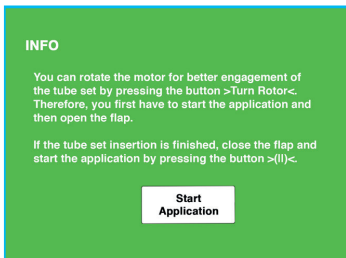 INFO
You can rotate the motor for better engagement of
the tube set by pressing the button >Turn Rotor<.
Therefore, you first have to start the application and
then open the flap.
If the tube set insertion is finished, close the flap and
start the application by pressing the button >(II)<.
Start
Application